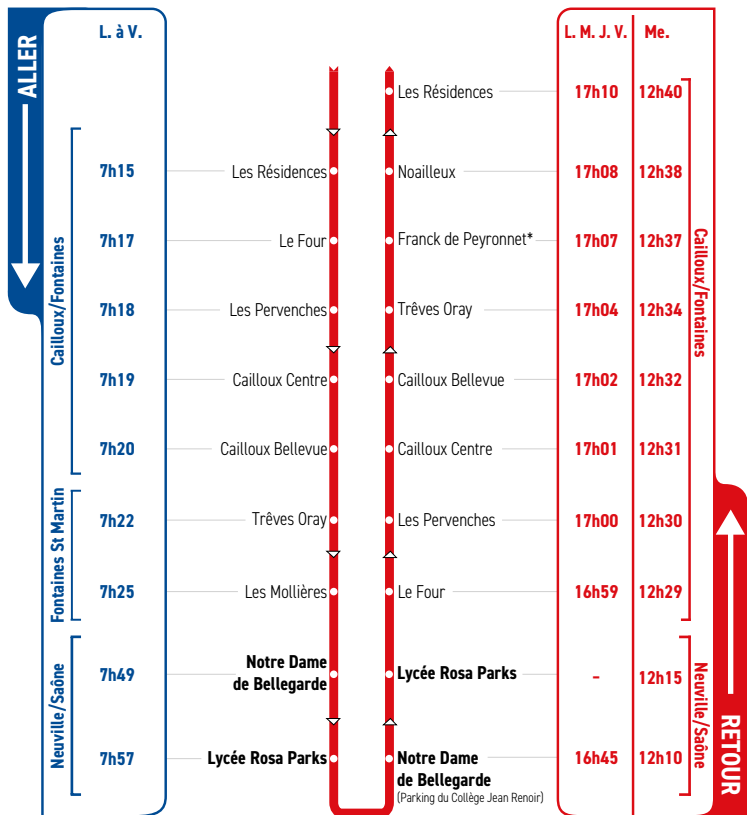 ALLER
L. à V.
L. M. J. V.
Me.
Les Résidences 17h10 12h40
7h15 Les Résidences Noailleux 17h08 12h38
7h17 Le Four Franck de Peyronnet* 17h07 12h37
7h18 Les Pervenches Trêves Oray 17h04 12h34
7h19 Cailloux Centre Cailloux Bellevue 17h02 12h32
7h20 Cailloux Bellevue Cailloux Centre 17h01 12h31
7h22 Trêves Oray Les Pervenches 17h00 12h30
7h25 Les Mollières Le Four 16h59 12h29
Notre Dame
de Bellegarde
7h49 Lycée Rosa Parks - 12h15
7h57 Lycée Rosa Parks Notre Dame 16h45 12h10
de Bellegarde
(Parking du Collège Jean Renoir)
Cailloux/Fontaines
Fontaines St Martin
Neuville/Saône
Cailloux/Fontaines
Neuville/Saône
RETOUR